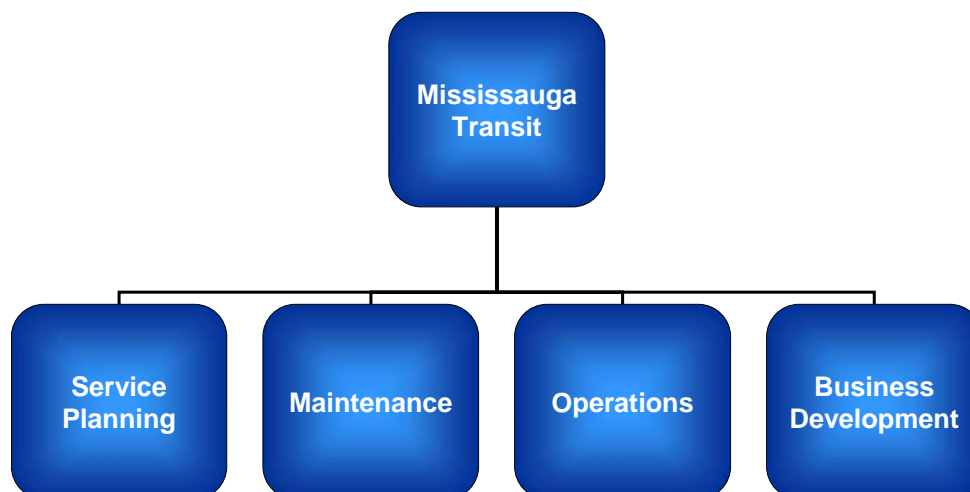 Mississauga
Transit
Service
Planning
Maintenance
Operations
Business
Development